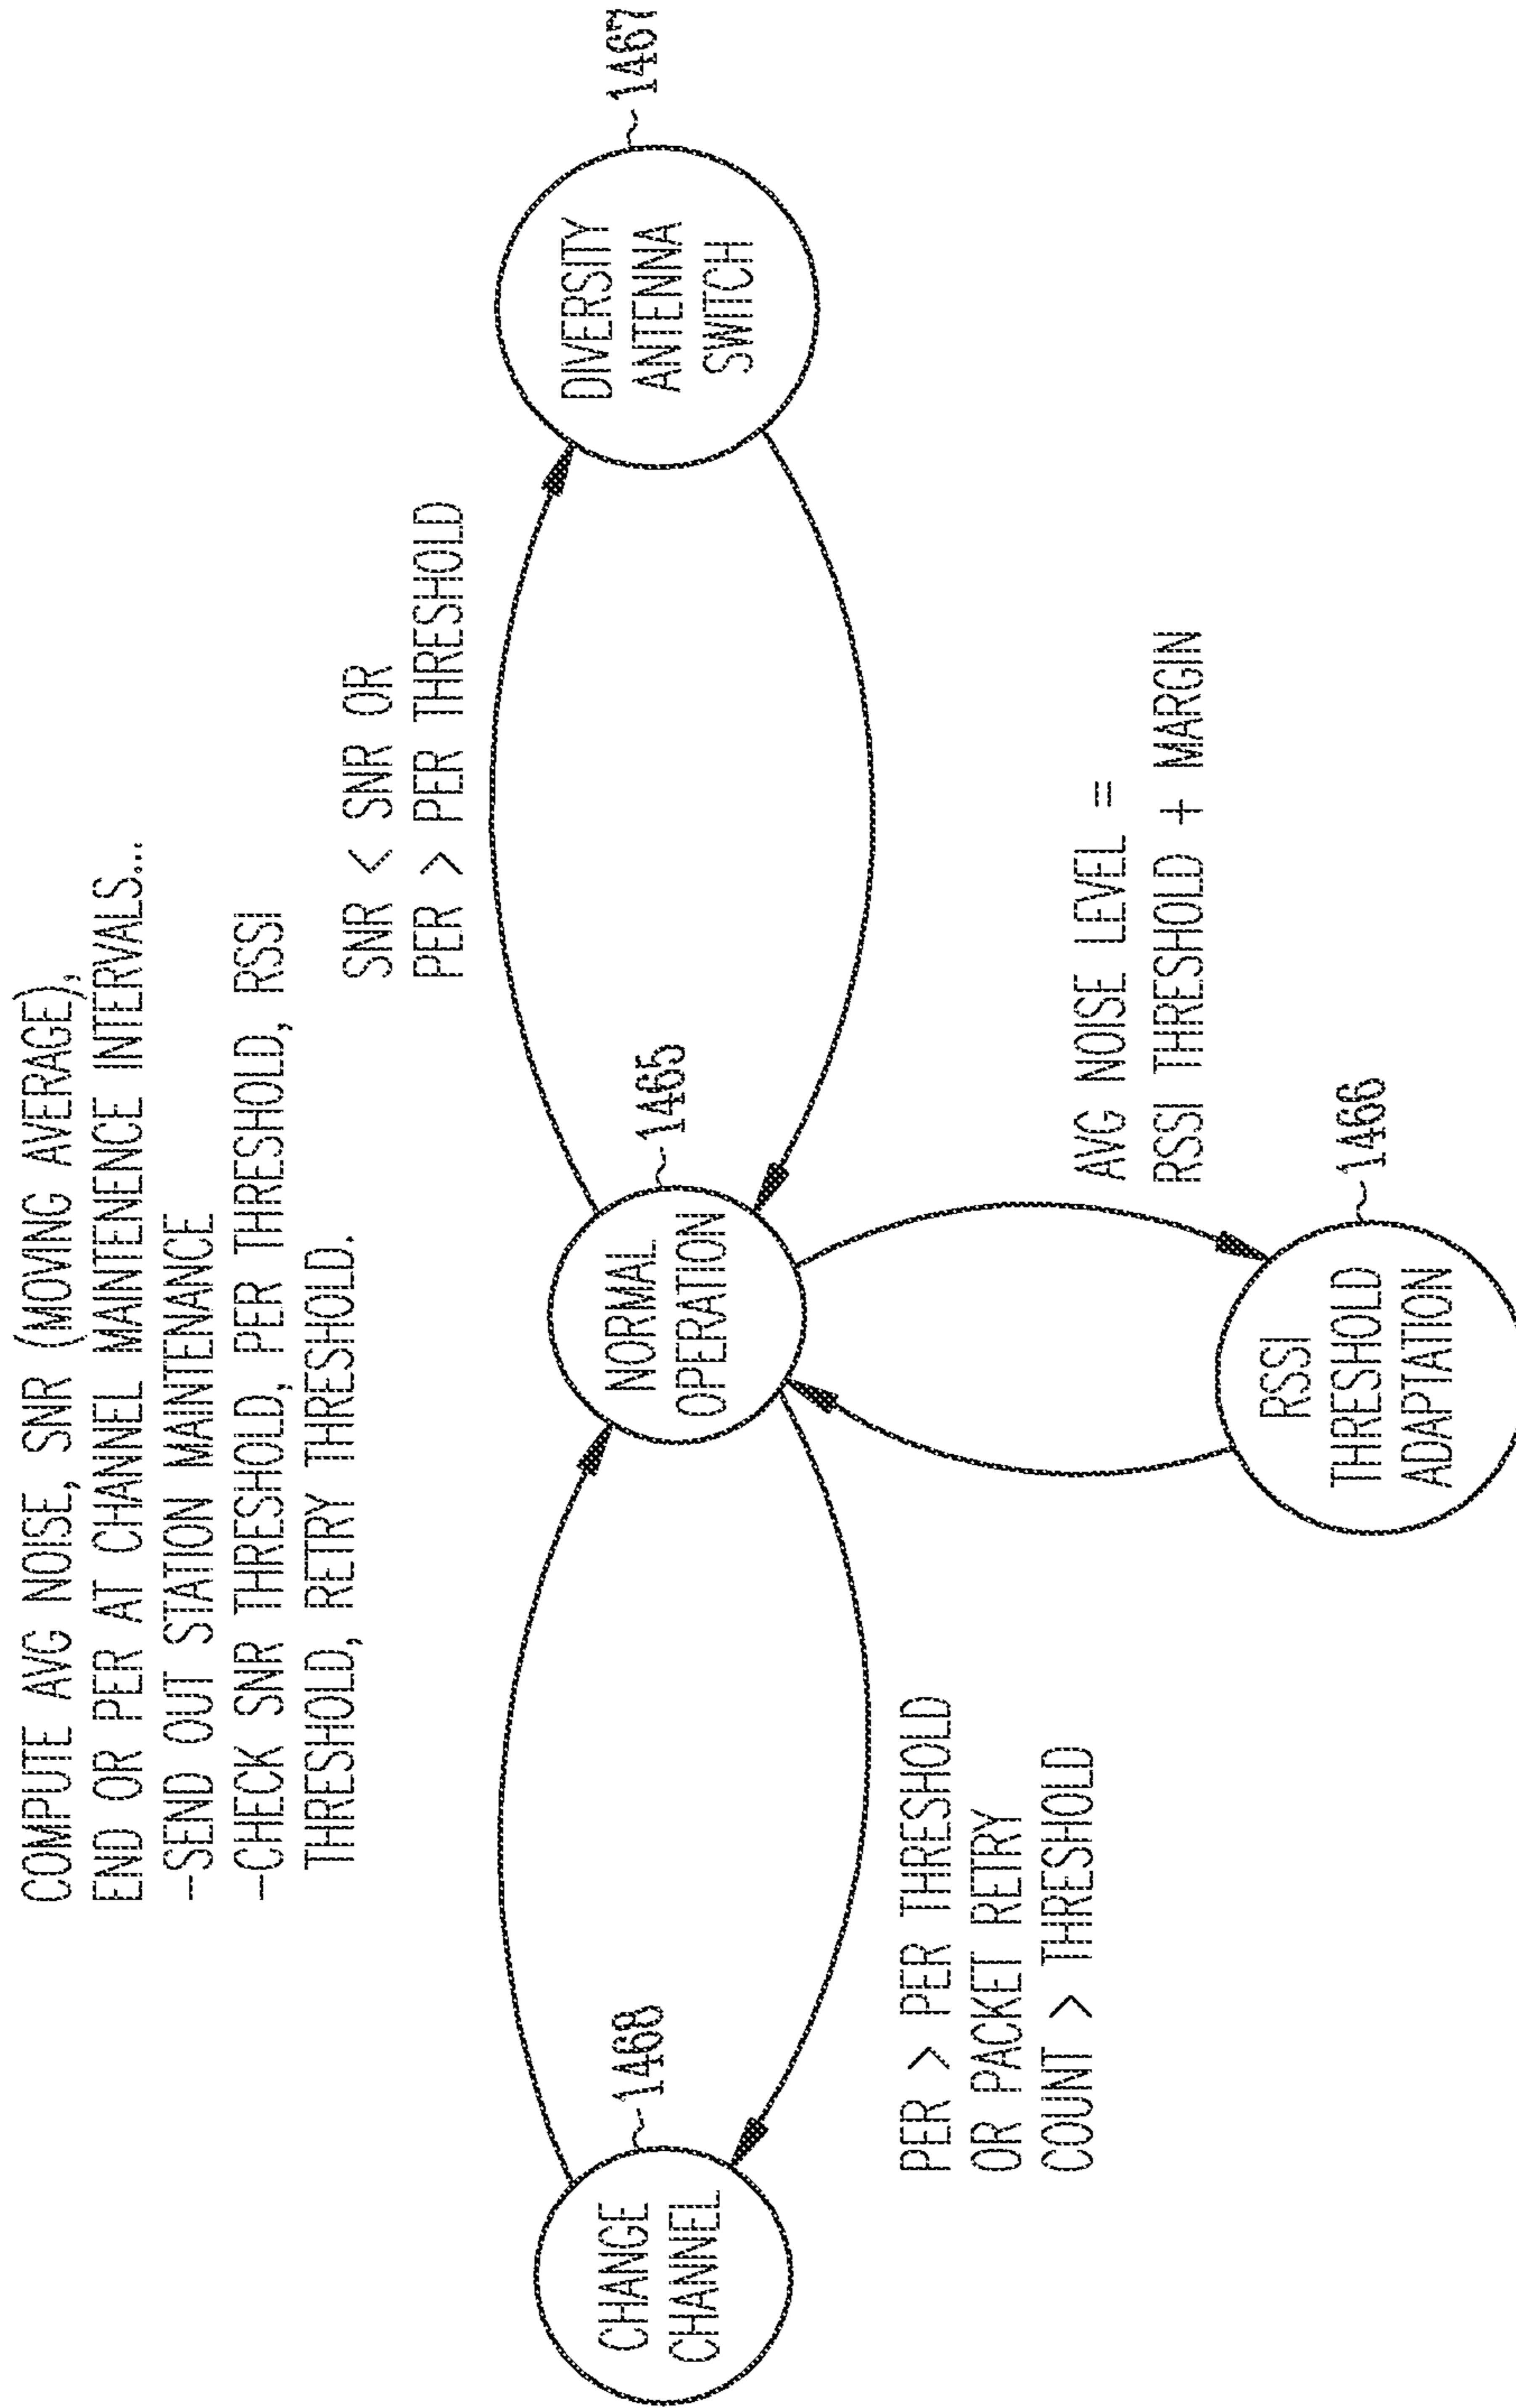 COMPUTE AVG NOISE, SNR (MOVING AVERAGE),
END OR PER AT CHANNEL MAINTENENCE INTERVALS...
-SEND OUT STATION MAINTENANCE
-CHECK SNR THRESHOLD, PER THRESHOLD, RSSI
THRESHOLD, RETRY THRESHOLD.
SNR < SNR OR
PER > PER THRESHOLD
1468
CHANGE
CHANNEL
1465
NORMAL
OPERATION
1467
DIVERSITY
ANTENNA
SWITCH
PER > PER THRESHOLD
OR PACKET RETRY
COUNT > THRESHOLD
AVG NOISE LEVEL =
RSSI THRESHOLD + MARGIN
1466
RSSI
THRESHOLD
ADAPTATION